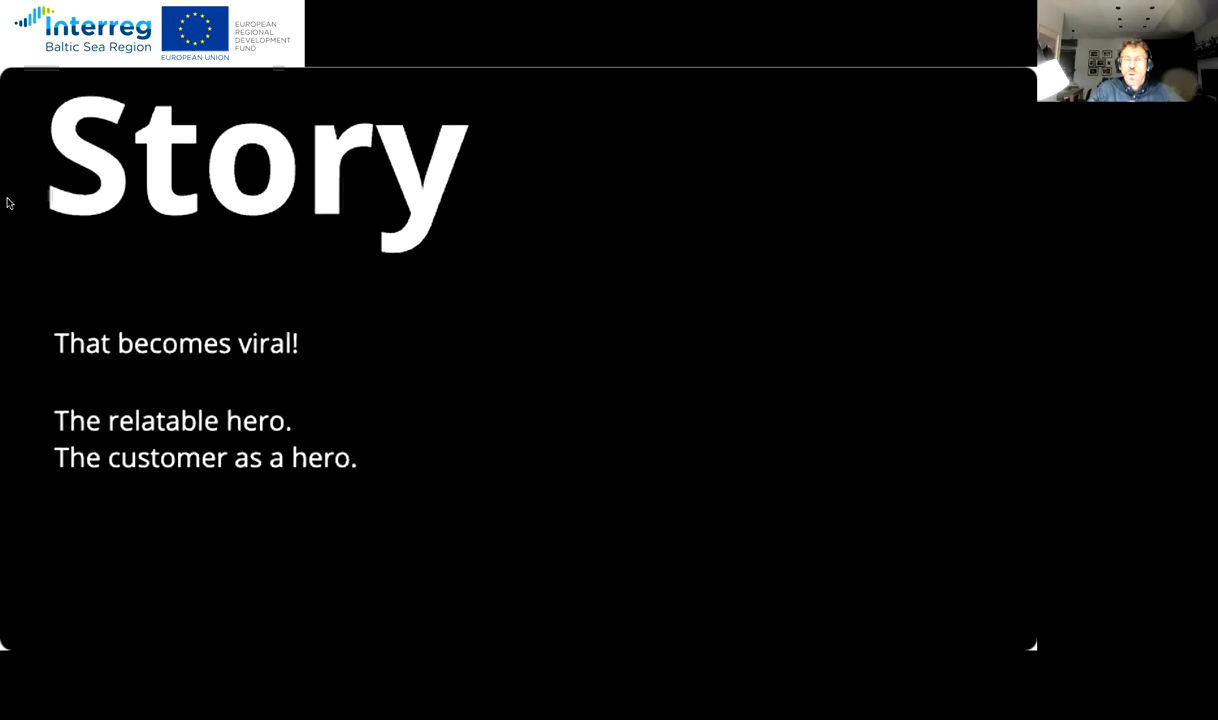 Interreg
Baltic Sea Region
EUROPEAN UNION
EUROPEAN
REGIONAL
DEVELOPMENT
FUND
Story
That becomes viral!
The relatable hero.
The customer as a hero.